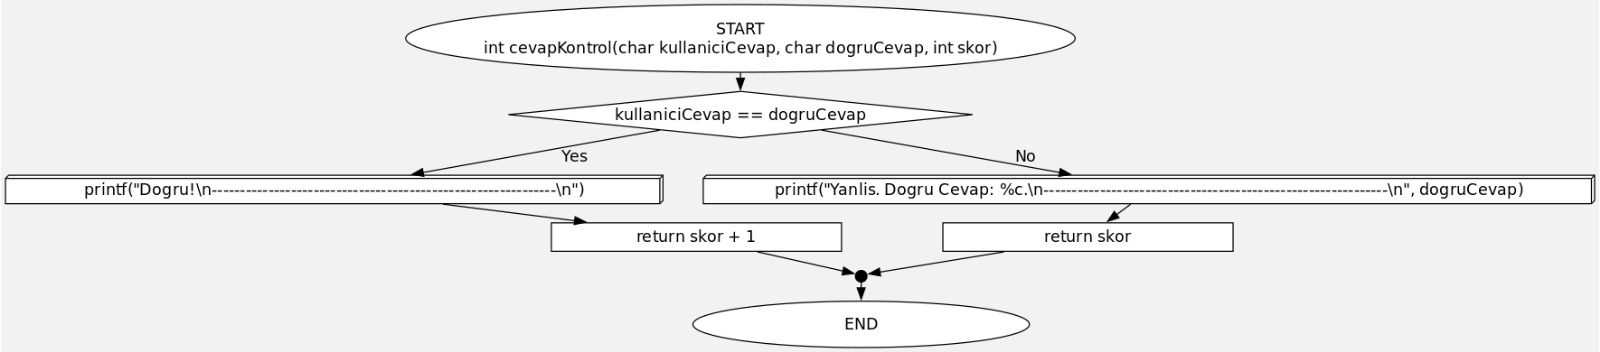 START
int cevapKontrol(char kullaniciCevap, char dogruCevap, int skor)
kullaniciCevap == dogruCevap
Yes
No
printf("Dogru!\n--------------------------------------------------------------\n")
printf("Yanlis. Dogru Cevap: %c.\n--------------------------------------------------------------\n", dogruCevap)
return skor + 1
return skor
END